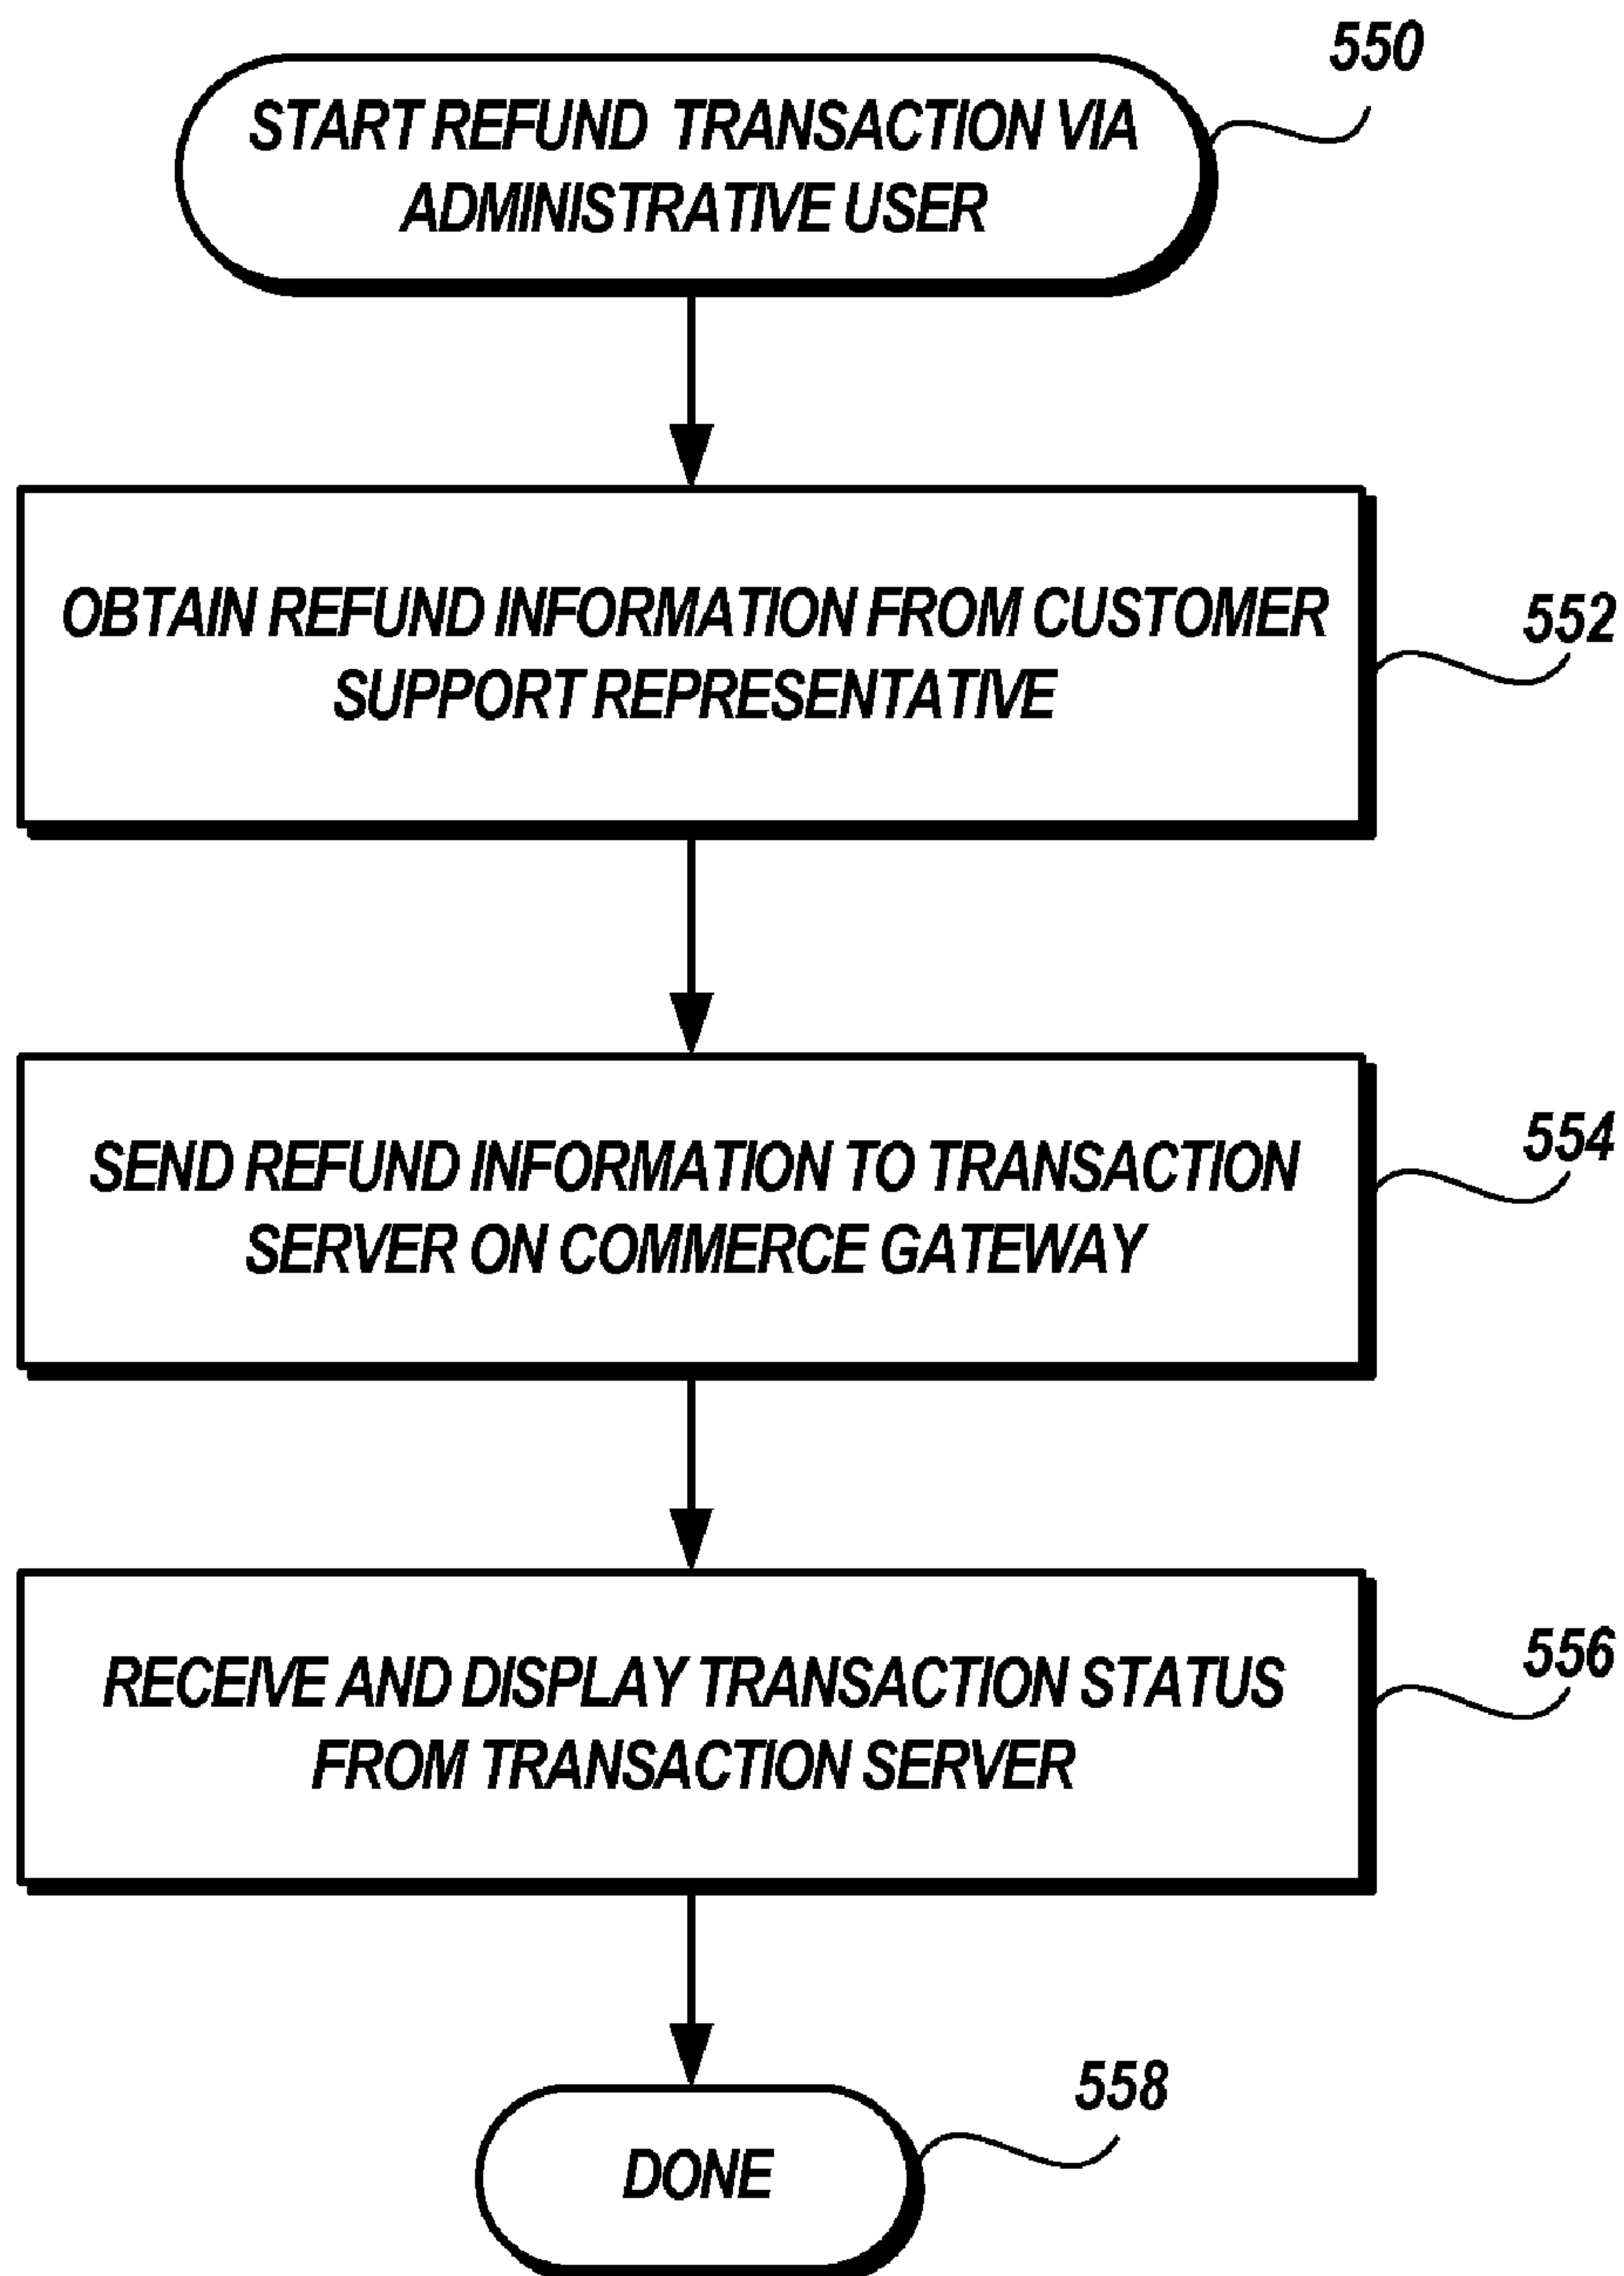 550
START REFUND TRANSACTION VIA
ADMINISTRATIVE USER
OBTAIN REFUND INFORMATION FROM CUSTOMER
SUPPORT REPRESENTATIVE
552
SEND REFUND INFORMATION TO TRANSACTION
SERVER ON COMMERCE GATEWAY
554
RECEIVE AND DISPLAY TRANSACTION STATUS
FROM TRANSACTION SERVER
556
558
DONE